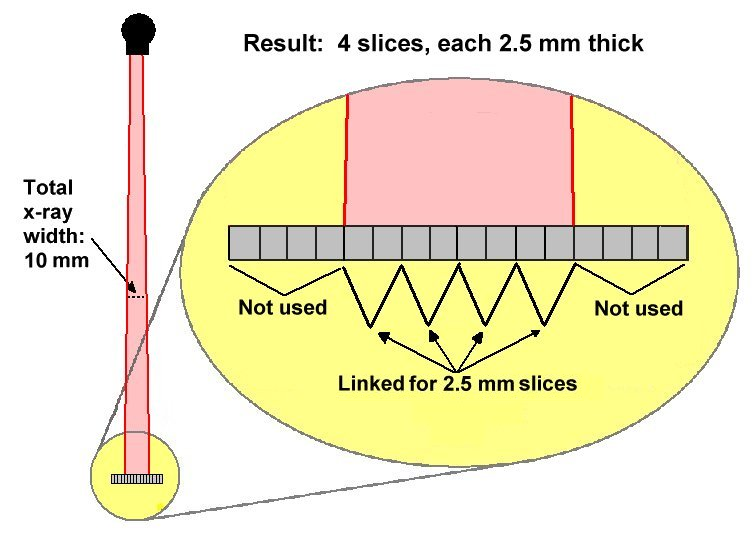 Result:  4 slices, each 2.5 mm thick
Total
x-ray
width:
10 mm
Not used
Not used
Linked for 2.5 mm slices